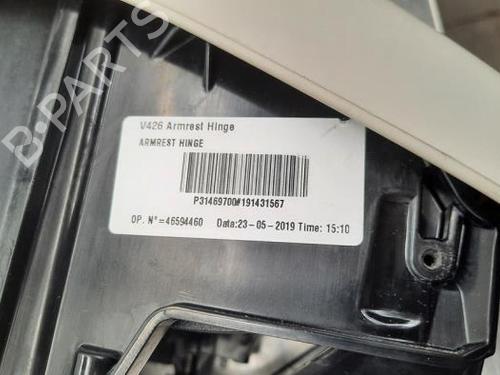 V426 Armrest Hinge
ARMREST HINGE
P31469700#191431567
OP. N°=46594460 Data:23-05-2019 Time: 15:10
B-PARTS